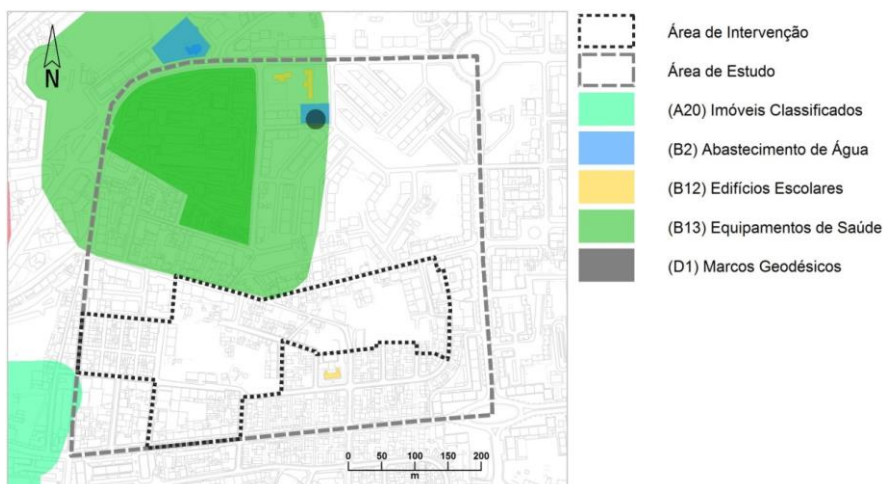 N
Área de Intervenção
Área de Estudo
(A20) Imóveis Classificados
(B2) Abastecimento de Água
(B12) Edifícios Escolares
(B13) Equipamentos de Saúde
(D1) Marcos Geodésicos
0 50 100 150 200
m